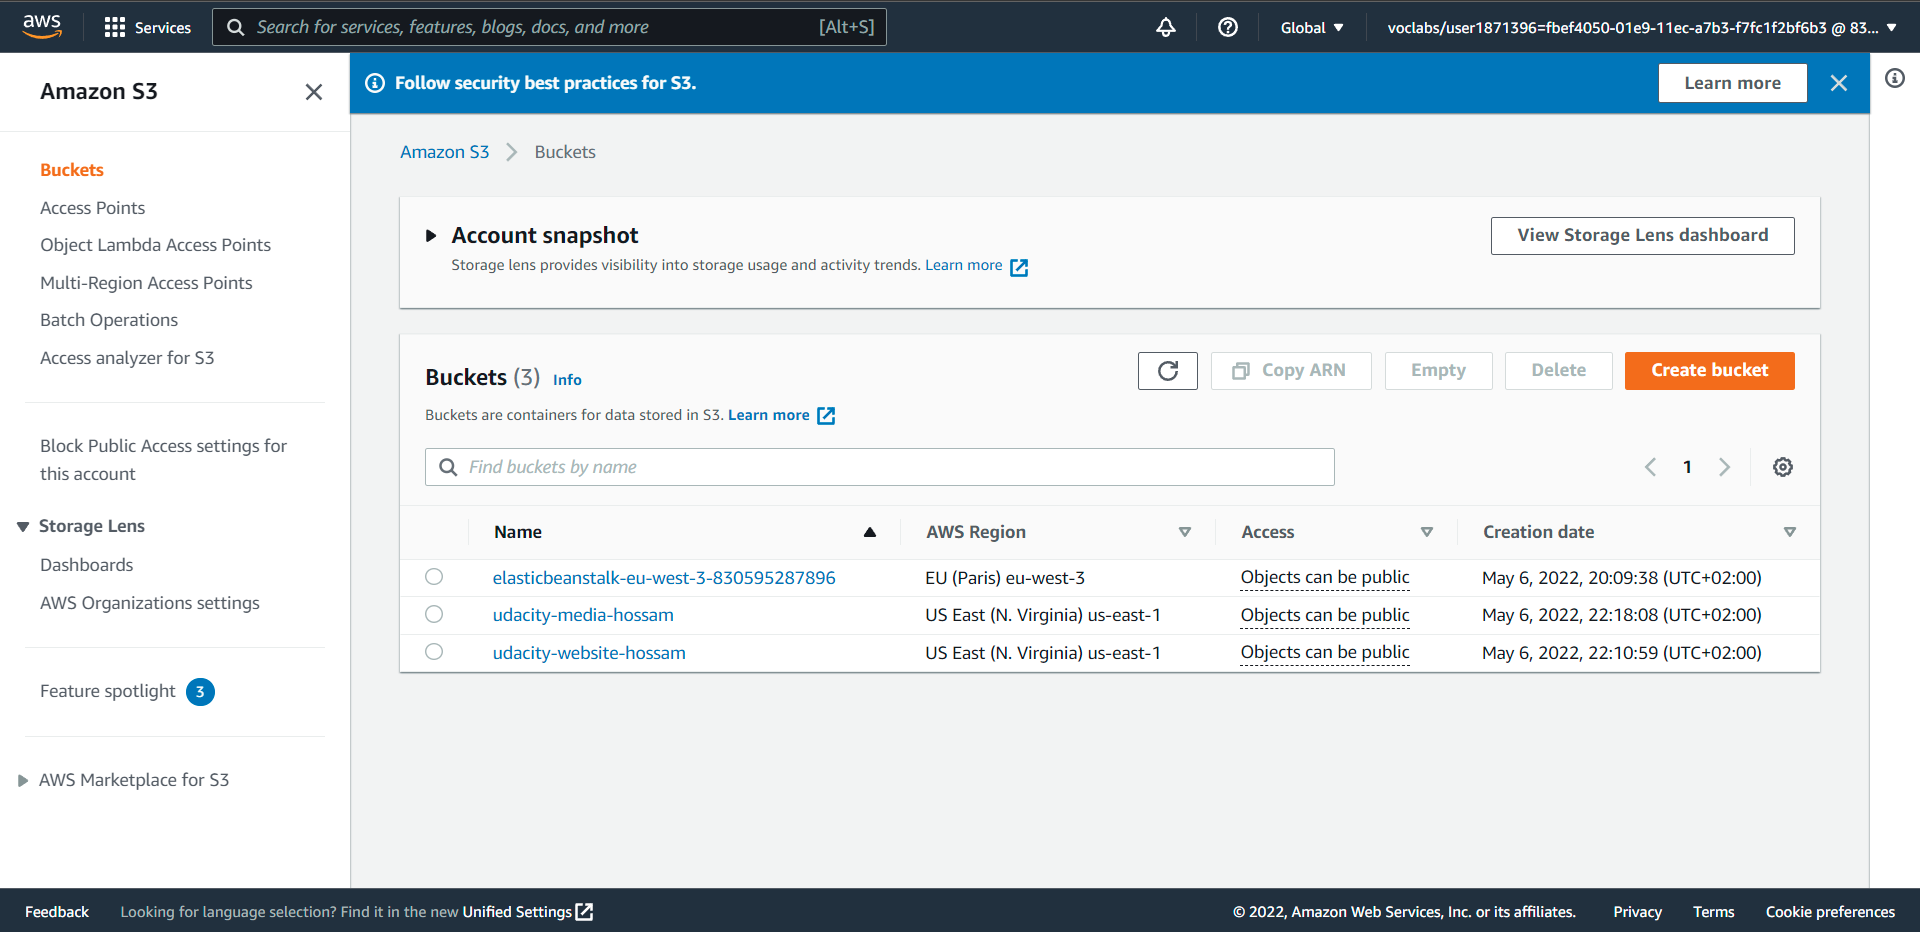 aws
Services
Search for services, features, blogs, docs, and more
[Alt+S]
Global
voclabs/user1871396=fbef4050-01e9-11ec-a7b3-f7fc1f2bf6b3 @ 83...
Amazon S3
Buckets
Access Points
Object Lambda Access Points
Multi-Region Access Points
Batch Operations
Access analyzer for S3
Block Public Access settings for
this account
Storage Lens
Dashboards
AWS Organizations settings
Feature spotlight 3
AWS Marketplace for S3
Follow security best practices for S3.
Learn more
Amazon S3 Buckets
Account snapshot
View Storage Lens dashboard
Storage lens provides visibility into storage usage and activity trends. Learn more
Buckets (3) Info
Copy ARN
Empty
Delete
Create bucket
Buckets are containers for data stored in S3. Learn more
Find buckets by name
1
Name AWS Region Access Creation date
elasticbeanstalk-eu-west-3-830595287896 EU (Paris) eu-west-3 Objects can be public May 6, 2022, 20:09:38 (UTC+02:00)
udacity-media-hossam US East (N. Virginia) us-east-1 Objects can be public May 6, 2022, 22:18:08 (UTC+02:00)
udacity-website-hossam US East (N. Virginia) us-east-1 Objects can be public May 6, 2022, 22:10:59 (UTC+02:00)
Feedback
Looking for language selection? Find it in the new Unified Settings
© 2022, Amazon Web Services, Inc. or its affiliates.
Privacy
Terms
Cookie preferences